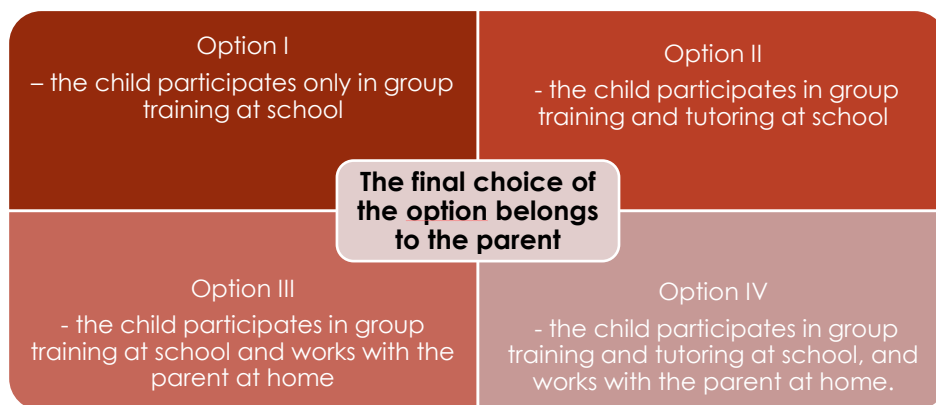 Option I
– the child participates only in group
training at school
Option II
- the child participates in group
training and tutoring at school
The final choice of
the option belongs
to the parent
Option III
- the child participates in group
training at school and works with the
parent at home
Option IV
- the child participates in group
training and tutoring at school, and
works with the parent at home.